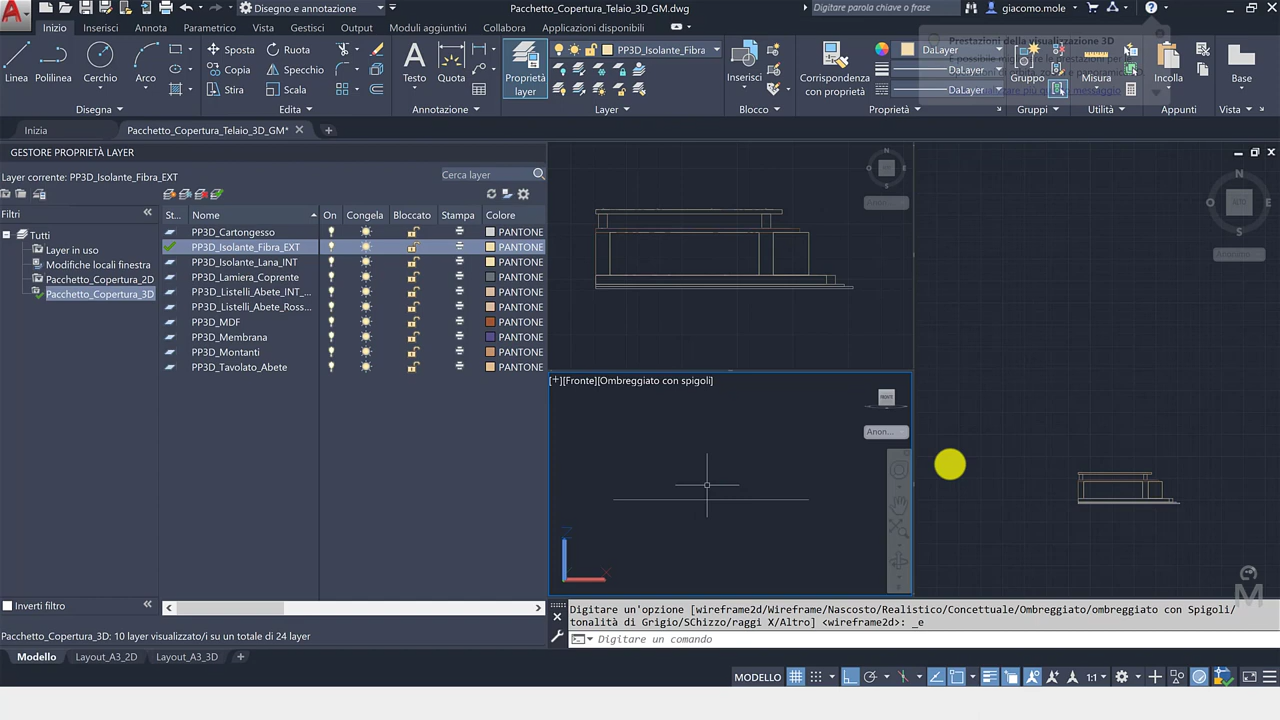 Disegno e annotazione
Pacchetto_Copertura_Telaio_3D_GM.dwg
Digitare parola chiave o frase
giacomo.mole
Inizio
Inserisci
Annota
Parametrico
Vista
Gestisci
Output
Moduli aggiuntivi
Collabora
Applicazioni disponibili
Prestazioni della visualizzazione 3D
Linea
Polilinea
Cerchio
Arco
Sposta
Ruota
Copia
Specchio
Stira
Scala
Testo
Quota
Proprietà
layer
PP3D_Isolante_Fibra
Inserisci
Corrispondenza
con proprietà
DaLayer
DaLayer
DaLayer
Gruppo
Misura
Incolla
Base
Disegna
Edita
Annotazione
Layer
Blocco
Proprietà
Gruppi
Utilità
Appunti
Vista
Inizia
Pacchetto_Copertura_Telaio_3D_GM*
GESTORE PROPRIETÀ LAYER
Layer corrente: PP3D_Isolante_Fibra_EXT
Cerca layer
Filtri
St...
Nome
On
Congela
Bloccato
Stampa
Colore
Tutti
Layer in uso
Modifiche locali finestra
Pacchetto_Copertura_2D
Pacchetto_Copertura_3D
PP3D_Cartongesso
PANTONE
PP3D_Isolante_Fibra_EXT
PANTONE
PP3D_Isolante_Lana_INT
PANTONE
PP3D_Lamiera_Coprente
PANTONE
PP3D_Listelli_Abete_INT_...
PANTONE
PP3D_Listelli_Abete_Ross...
PANTONE
PP3D_MDF
PANTONE
PP3D_Membrana
PANTONE
PP3D_Montanti
PANTONE
PP3D_Tavolato_Abete
PANTONE
N
N
O
E
ALTO
S
[+][Fronte][Ombreggiato con spigoli]
FRONTE
Anon...
Z
X
Inverti filtro
Pacchetto_Copertura_3D: 10 layer visualizzato/i su un totale di 24 layer
Digitare un'opzione [wireframe2d/Wireframe/Nascosto/Realistico/Concettuale/Ombreggiato/ombreggiato con Spigoli/
tonalità di Grigio/SChizzo/raggi X/Altro] <wireframe2d>: _e
Digitare un comando
Modello
Layout_A3_2D
Layout_A3_3D
MODELLO
1:1